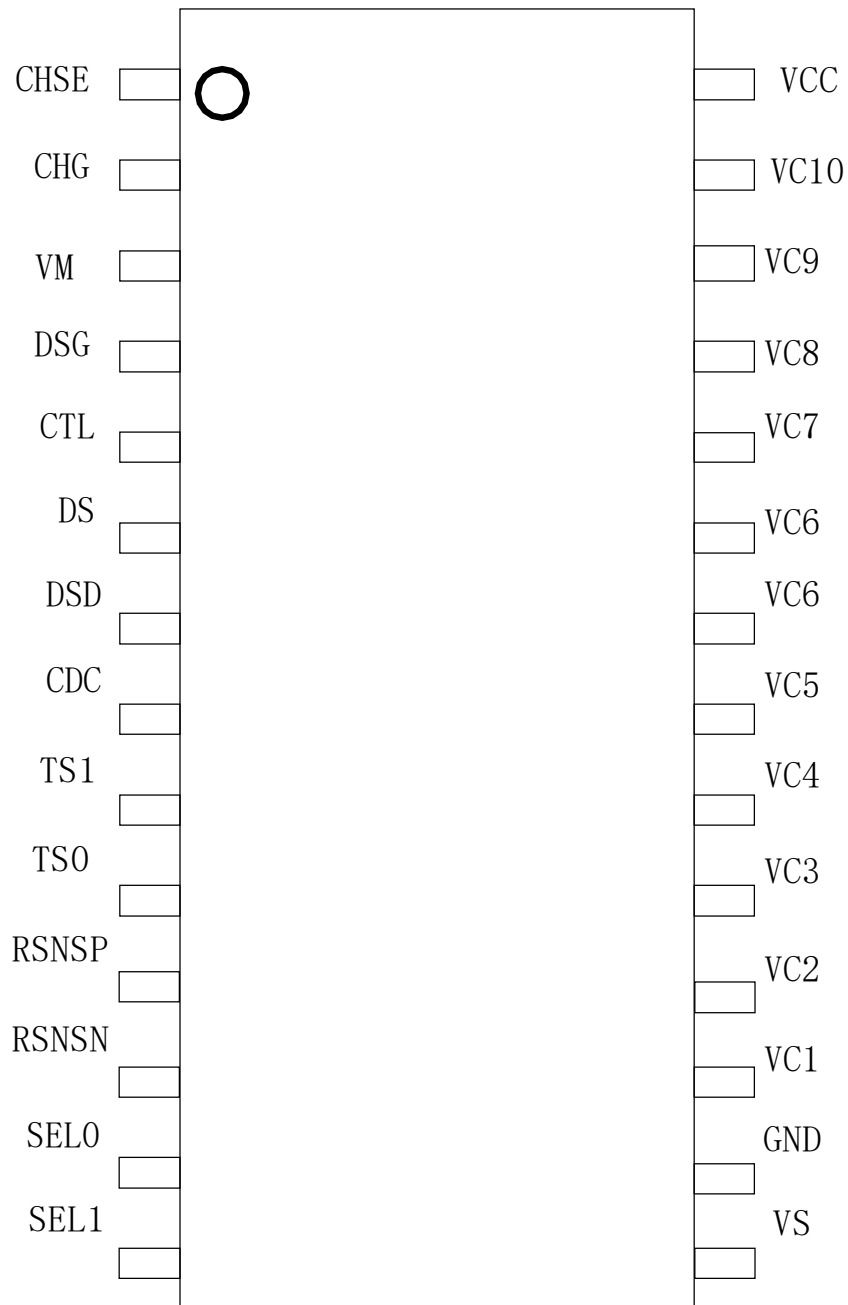 CHSE VCC
CHG VC10
VM VC9
DSG VC8
CTL VC7
DS VC6
DSD VC6
CDC VC5
TS1 VC4
TS0 VC3
RSNSP VC2
RSNSN VC1
SEL0 GND
SEL1 VS